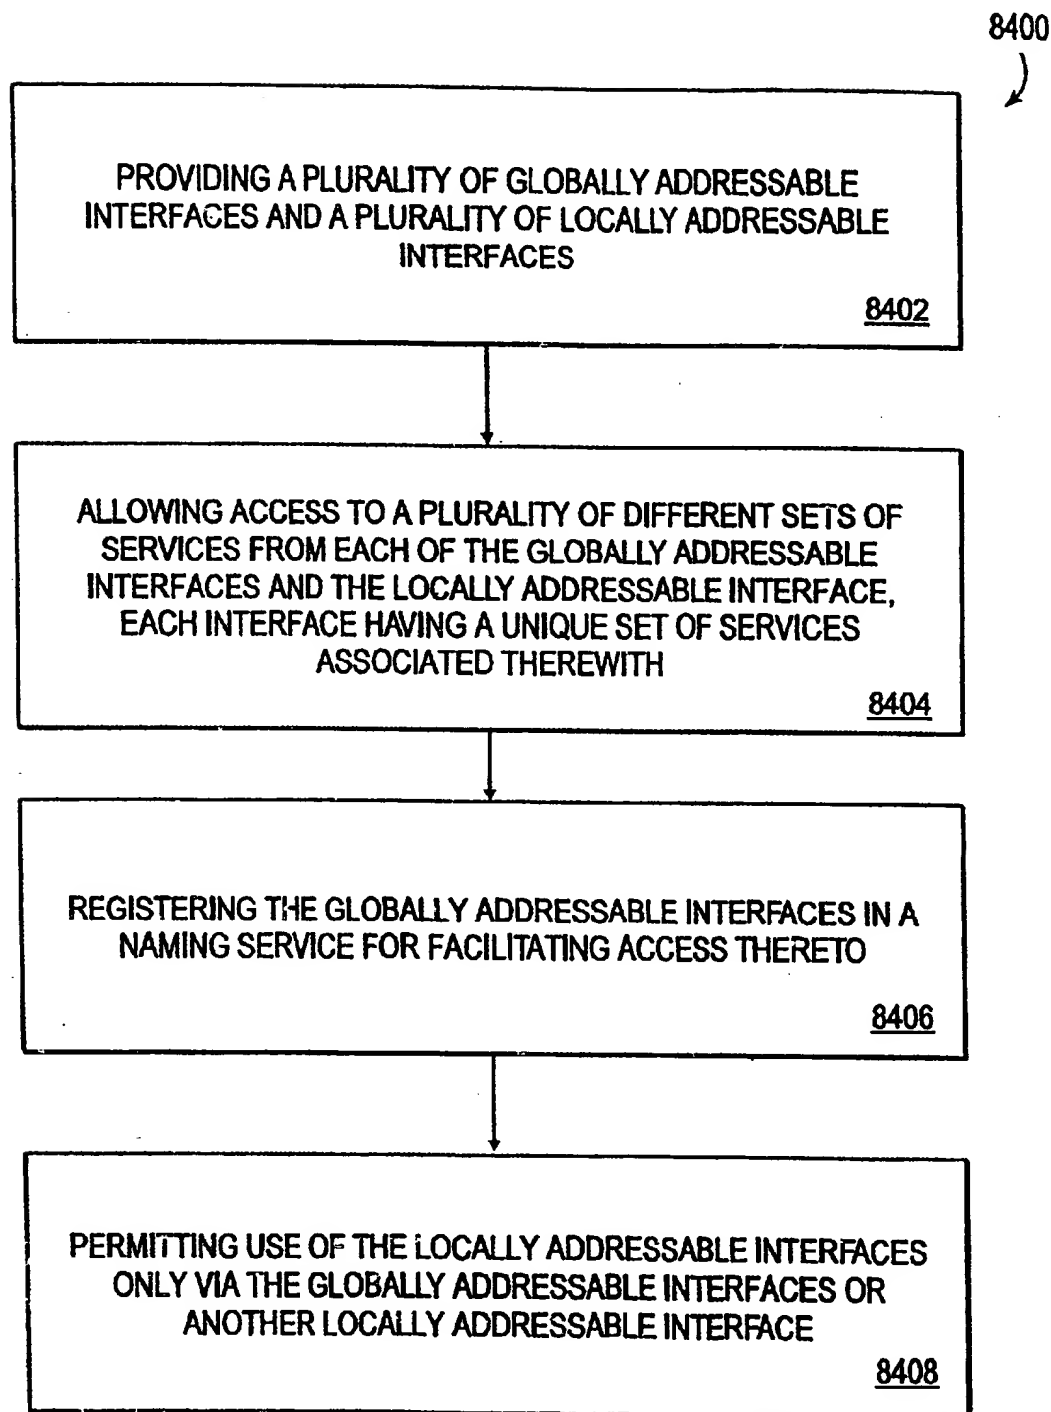 8400
PROVIDING A PLURALITY OF GLOBALLY ADDRESSABLE
INTERFACES AND A PLURALITY OF LOCALLY ADDRESSABLE
INTERFACES
8402
ALLOWING ACCESS TO A PLURALITY OF DIFFERENT SETS OF
SERVICES FROM EACH OF THE GLOBALLY ADDRESSABLE
INTERFACES AND THE LOCALLY ADDRESSABLE INTERFACE,
EACH INTERFACE HAVING A UNIQUE SET OF SERVICES
ASSOCIATED THEREWITH
8404
REGISTERING THE GLOBALLY ADDRESSABLE INTERFACES IN A
NAMING SERVICE FOR FACILITATING ACCESS THERETO
8406
PERMITTING USE OF THE LOCALLY ADDRESSABLE INTERFACES
ONLY VIA THE GLOBALLY ADDRESSABLE INTERFACES OR
ANOTHER LOCALLY ADDRESSABLE INTERFACE
8408